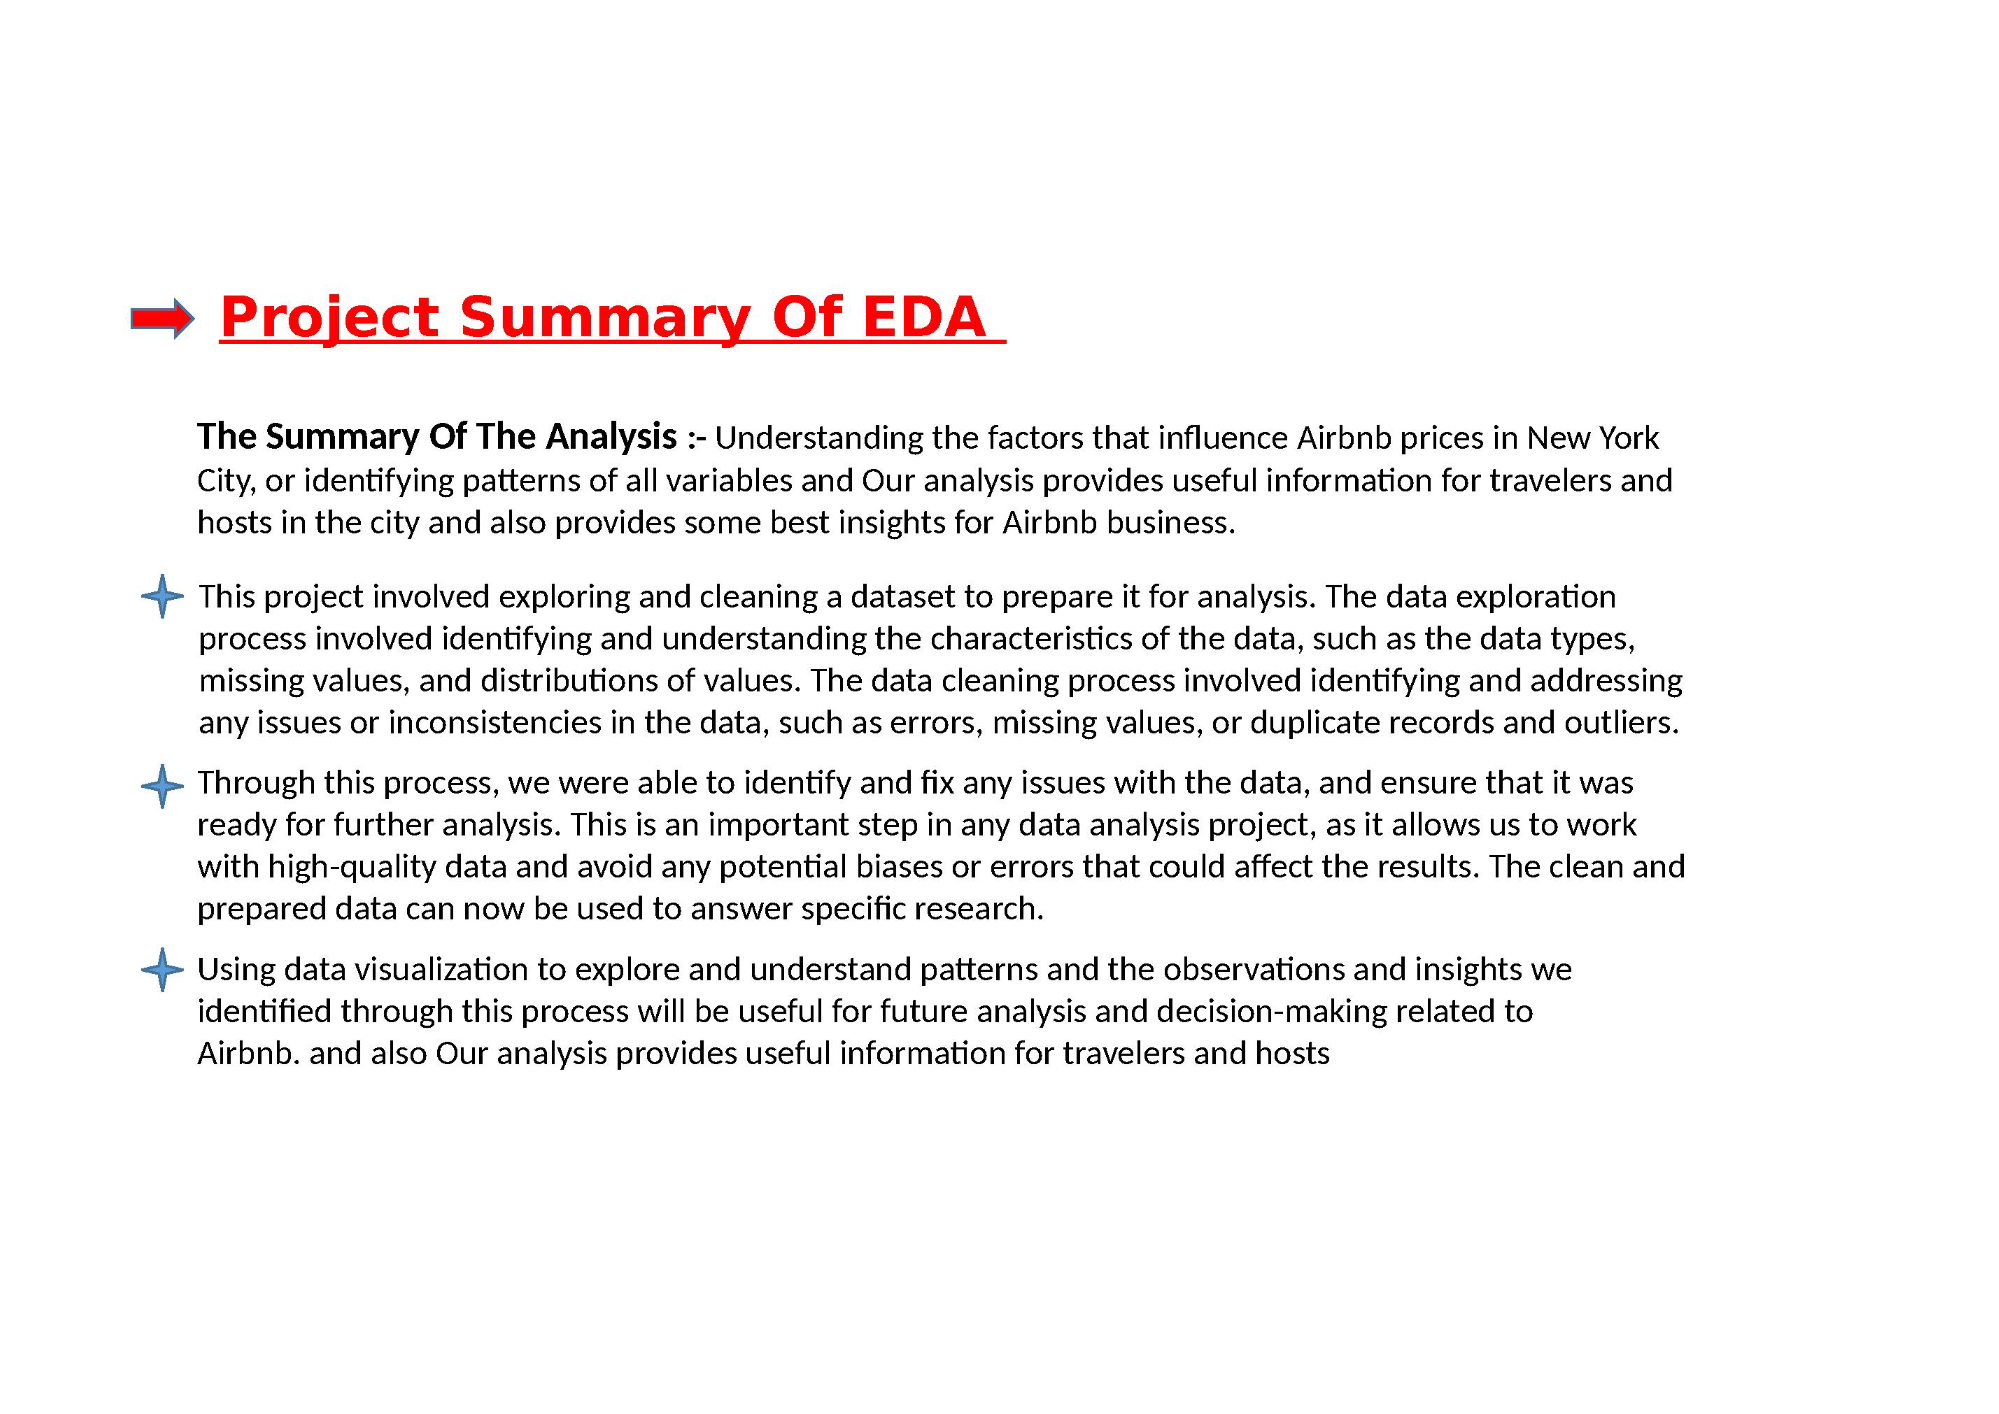 Project Summary Of EDA
The Summary Of The Analysis :- Understanding the factors that influence Airbnb prices in New York
City, or identifying patterns of all variables and Our analysis provides useful information for travelers and
hosts in the city and also provides some best insights for Airbnb business.
This project involved exploring and cleaning a dataset to prepare it for analysis. The data exploration
process involved identifying and understanding the characteristics of the data, such as the data types,
missing values, and distributions of values. The data cleaning process involved identifying and addressing
any issues or inconsistencies in the data, such as errors, missing values, or duplicate records and outliers.
Through this process, we were able to identify and fix any issues with the data, and ensure that it was
ready for further analysis. This is an important step in any data analysis project, as it allows us to work
with high-quality data and avoid any potential biases or errors that could affect the results. The clean and
prepared data can now be used to answer specific research.
Using data visualization to explore and understand patterns and the observations and insights we
identified through this process will be useful for future analysis and decision-making related to
Airbnb. and also Our analysis provides useful information for travelers and hosts